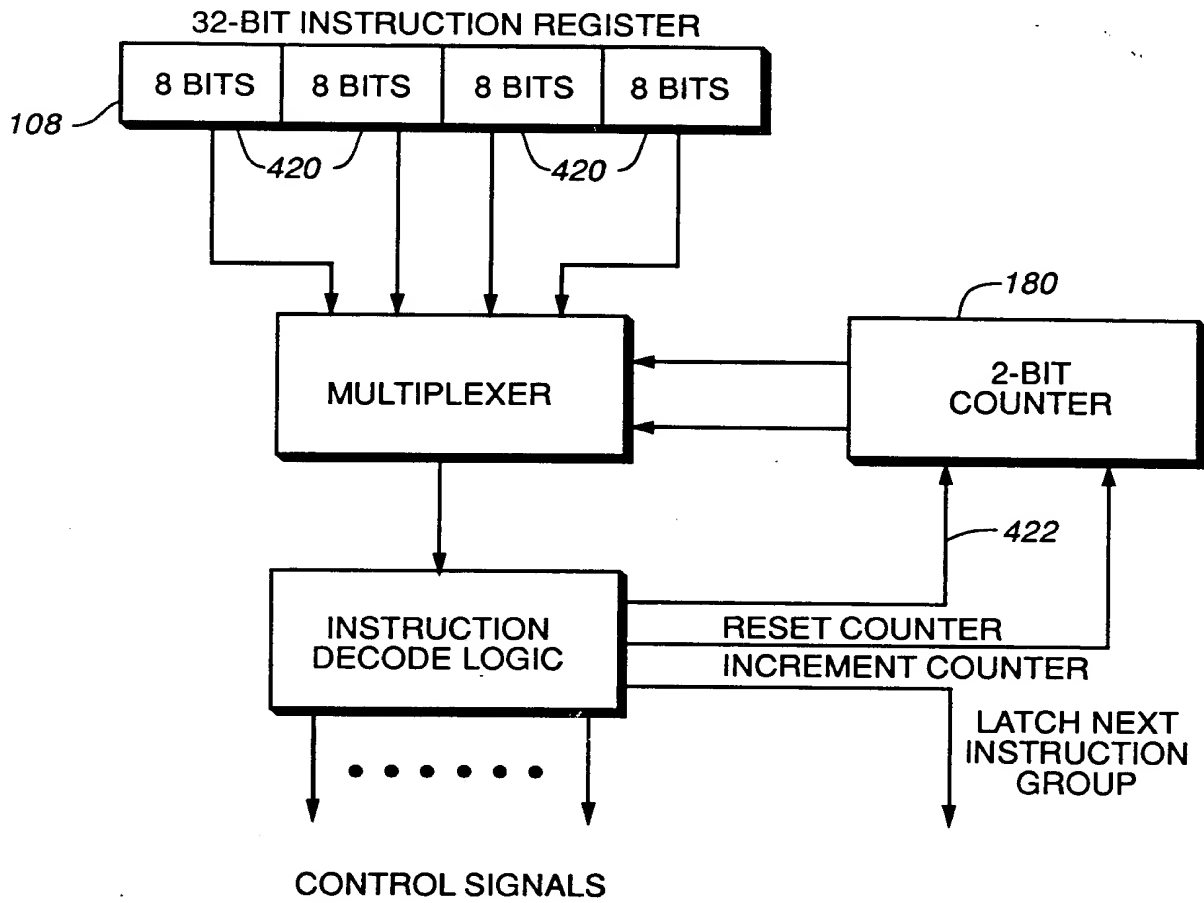 32-BIT INSTRUCTION REGISTER
8 BITS 8 BITS 8 BITS 8 BITS
108
420 420
180
MULTIPLEXER
2-BIT
COUNTER
422
INSTRUCTION
DECODE LOGIC
RESET COUNTER
INCREMENT COUNTER
LATCH NEXT
INSTRUCTION
GROUP
CONTROL SIGNALS